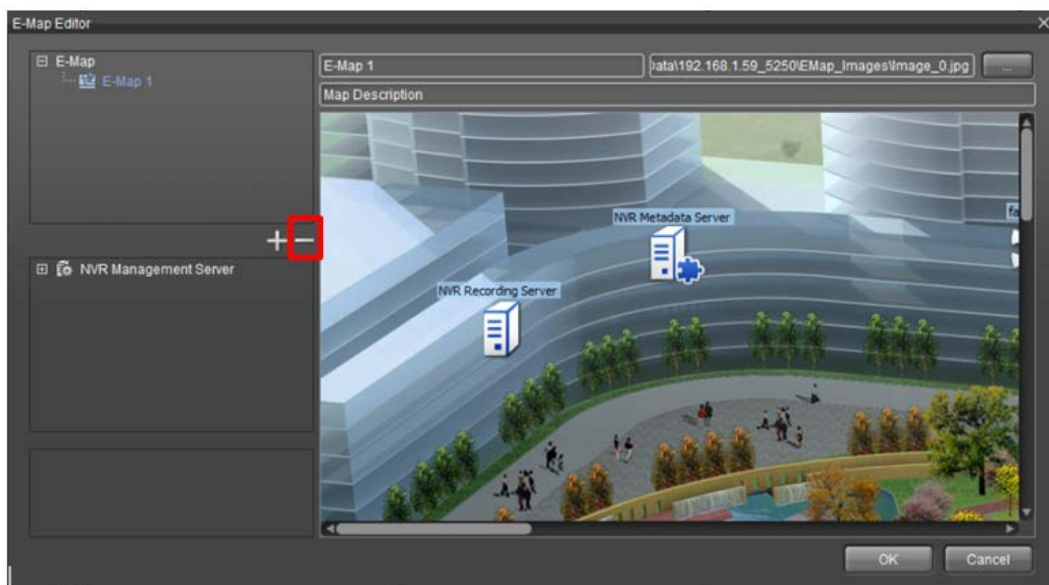 E-Map Editor
E-Map
E-Map 1
E-Map 1
)ata\192.168.1.59_5250\EMap_Images\Image_0.jpg
...
Map Description
NVR Management Server
NVR Metadata Server
fa
NVR Recording Server
OK
Cancel